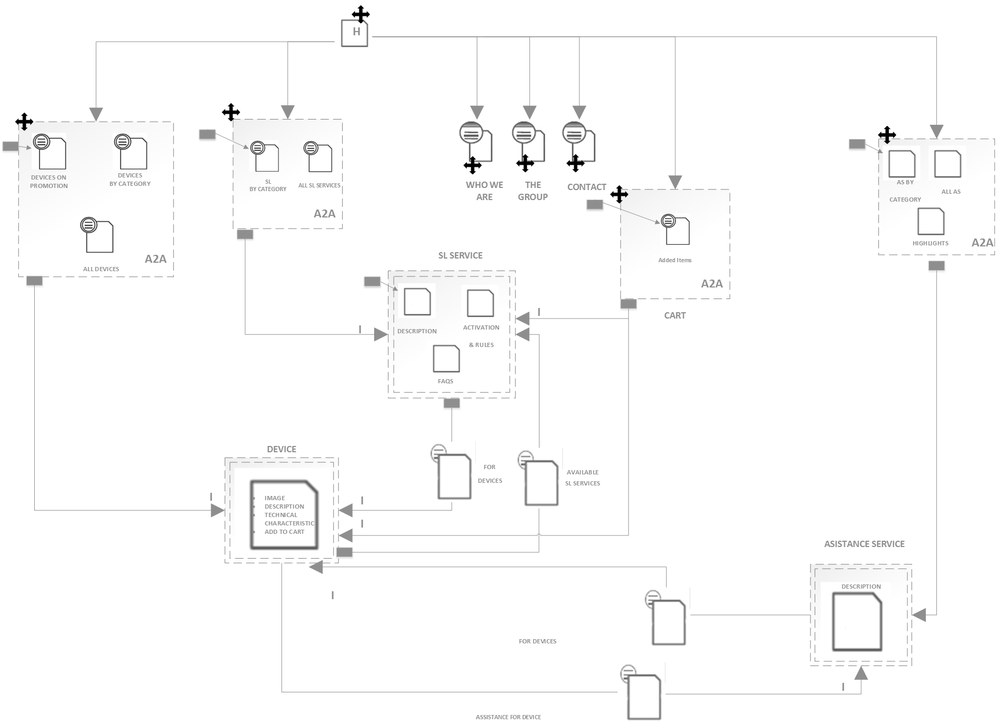 H
DEVICES ON
PROMOTION
DEVICES
BY CATEGORY
ALL DEVICES
A2A
SL
BY CATEGORY
ALL SL SERVICES
A2A
WHO WE
ARE
THE
GROUP
CONTACT
Added Items
A2A
CART
AS BY
CATEGORY
ALL AS
HIGHLIGHTS
A2A
SL SERVICE
DESCRIPTION
ACTIVATION
& RULES
FAQS
I
I
DEVICE
IMAGE
DESCRIPTION
TECHNICAL
CHARACTERISTIC
ADD TO CART
I
I
I
FOR
DEVICES
AVAILABLE
SL SERVICES
ASISTANCE SERVICE
DESCRIPTION
I
FOR DEVICES
I
ASSISTANCE FOR DEVICE